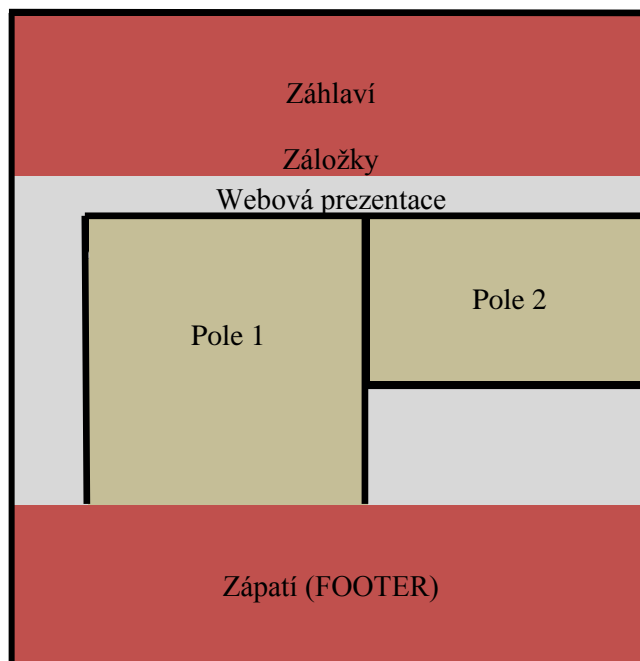 Záhlaví
Záložky
Webová prezentace
Pole 1
Pole 2
Zápatí (FOOTER)